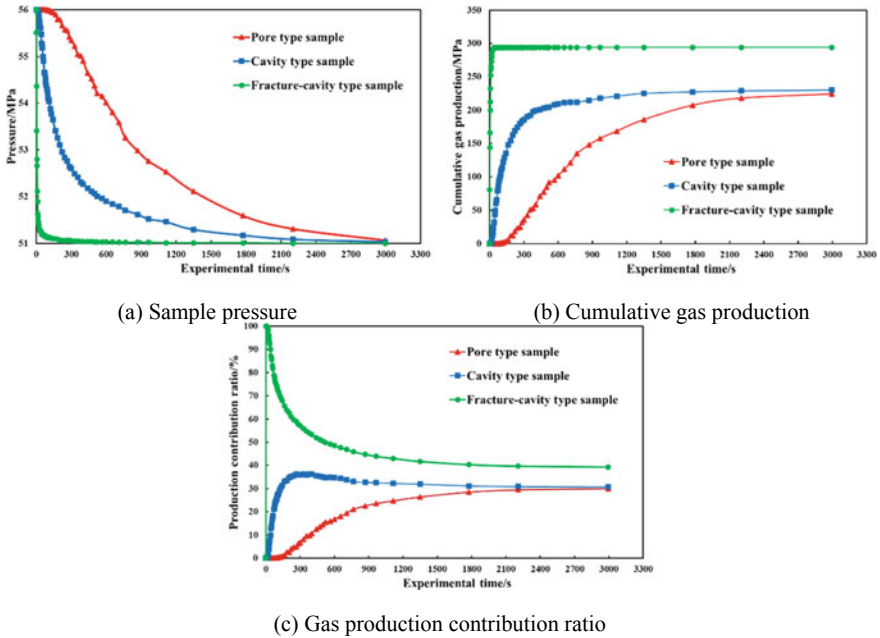 56
55
54
52
51
Pressure/MPa
Pore type sample
Cavity type sample
Fracture-cavity type sample
0 300 600 900 1200 1500 1800 2100 2400 2700 3000 3300
Experimental time/s
(a) Sample pressure
350
300
250
200
150
100
50
0
Cumulative gas production/MPa
Pore type sample
Cavity type sample
Fracture-cavity type sample
0 300 600 900 1200 1500 1800 2100 2400 2700 3000 3300
Experimental time/s
(b) Cumulative gas production
100
90
80
70
60
50
40
30
20
10
0
Production contribution ratio/%
Pore type sample
Cavity type sample
Fracture-cavity type sample
0 300 600 900 1200 1500 1800 2100 2400 2700 3000 3300
Experimental time/s
(c) Gas production contribution ratio